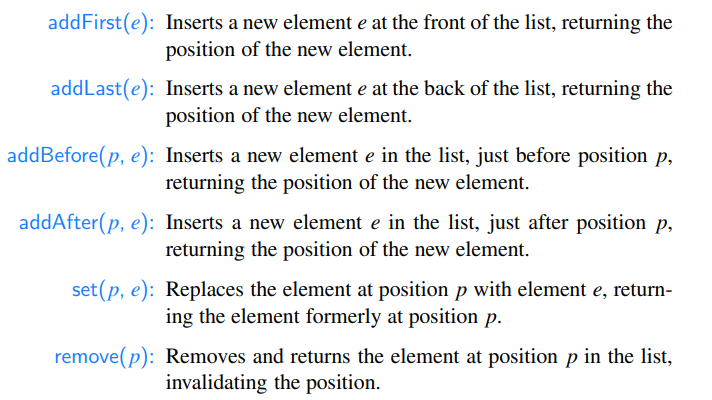 addFirst(e): Inserts a new element e at the front of the list, returning the
position of the new element.
addLast(e): Inserts a new element e at the back of the list, returning the
position of the new element.
addBefore(p, e): Inserts a new element e in the list, just before position p,
returning the position of the new element.
addAfter(p, e): Inserts a new element e in the list, just after position p,
returning the position of the new element.
set(p, e): Replaces the element at position p with element e, return-
ing the element formerly at position p.
remove(p): Removes and returns the element at position p in the list,
invalidating the position.